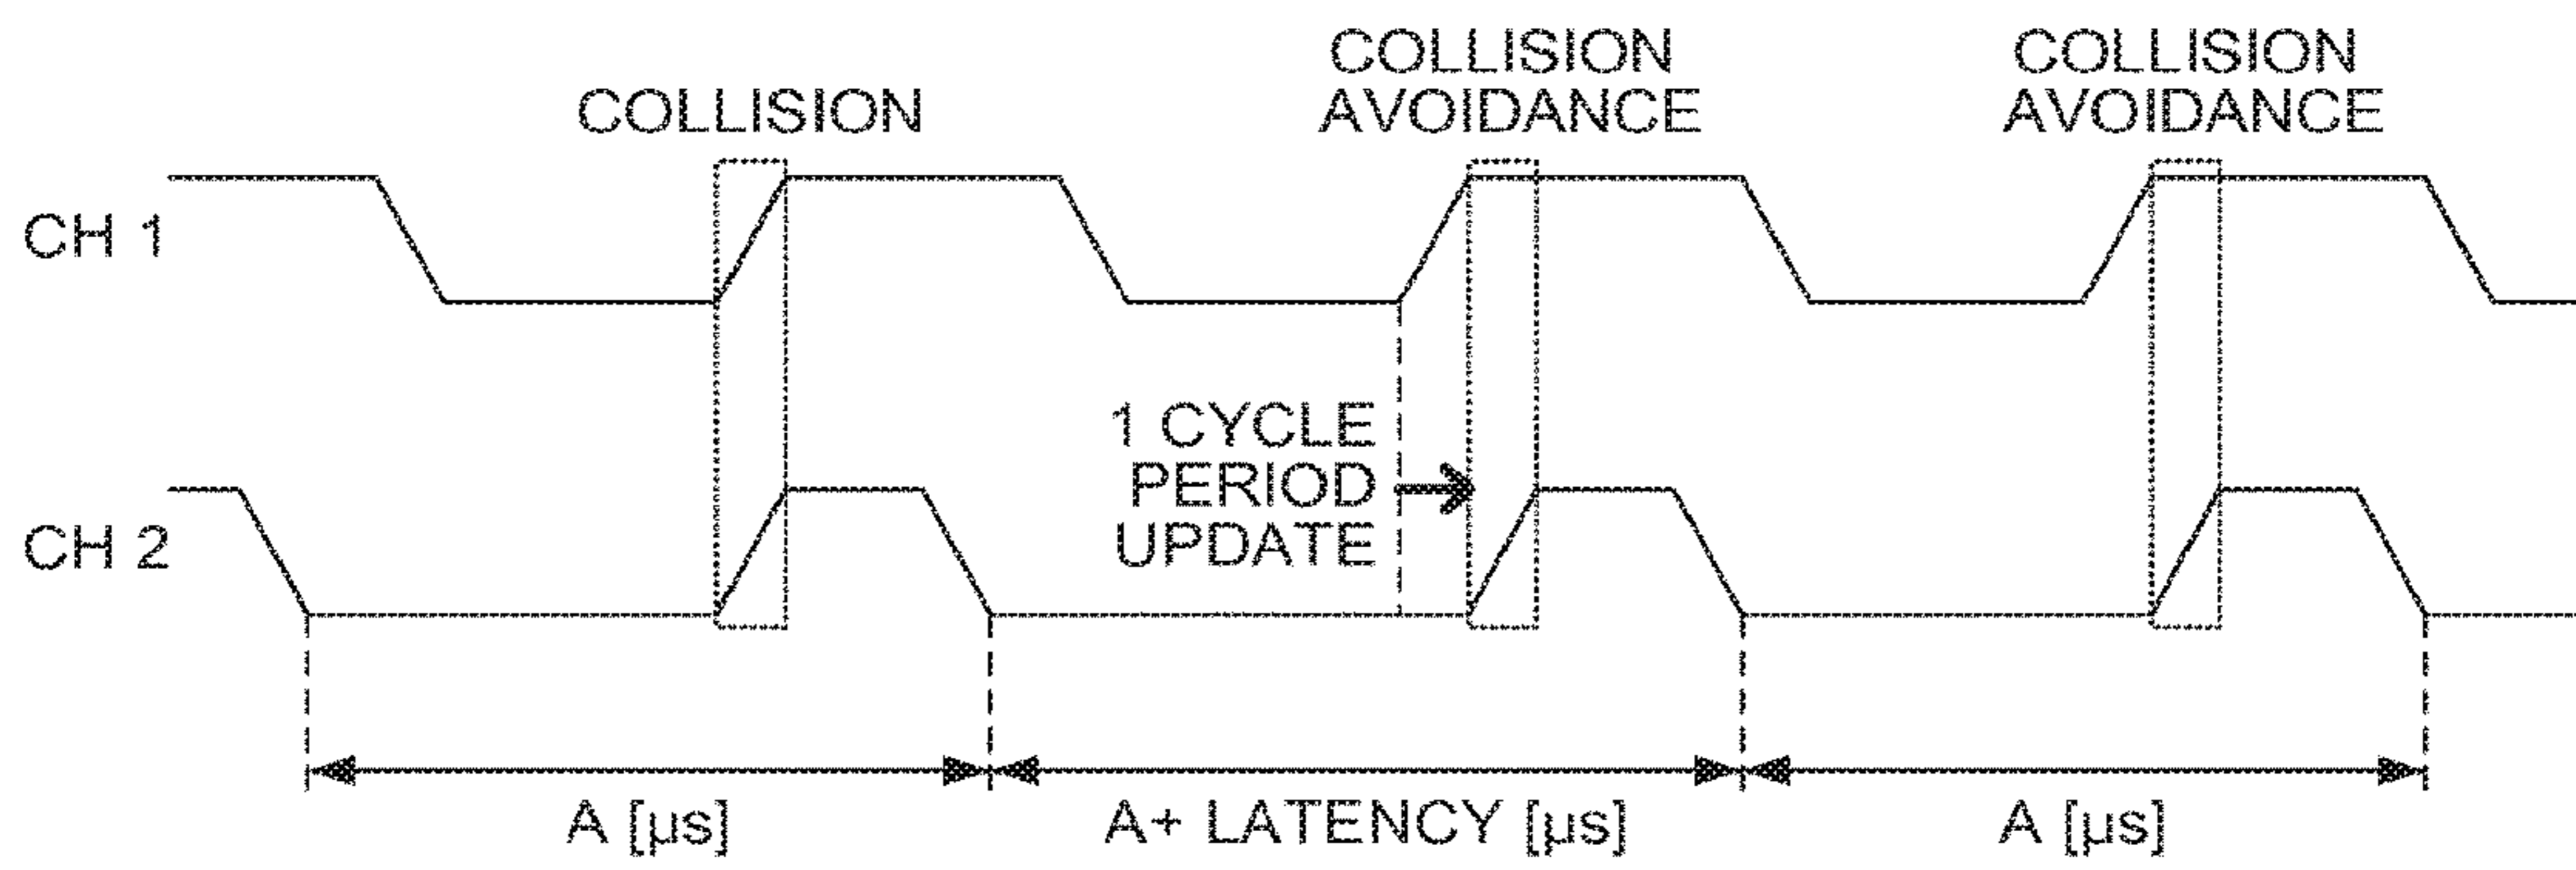 COLLISION
COLLISION
AVOIDANCE
COLLISION
AVOIDANCE
CH 1
1 CYCLE
PERIOD
UPDATE
CH 2
A [µs]
A+ LATENCY [µs]
A [µs]